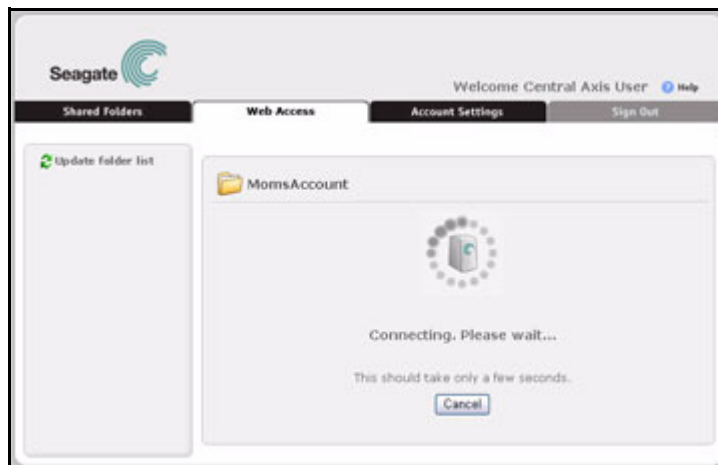 Seagate
Welcome Central Axis User Help
Shared Folders Web Access Account Settings Sign Out
Update folder list
MomsAccount
Connecting. Please wait...
This should take only a few seconds.
Cancel